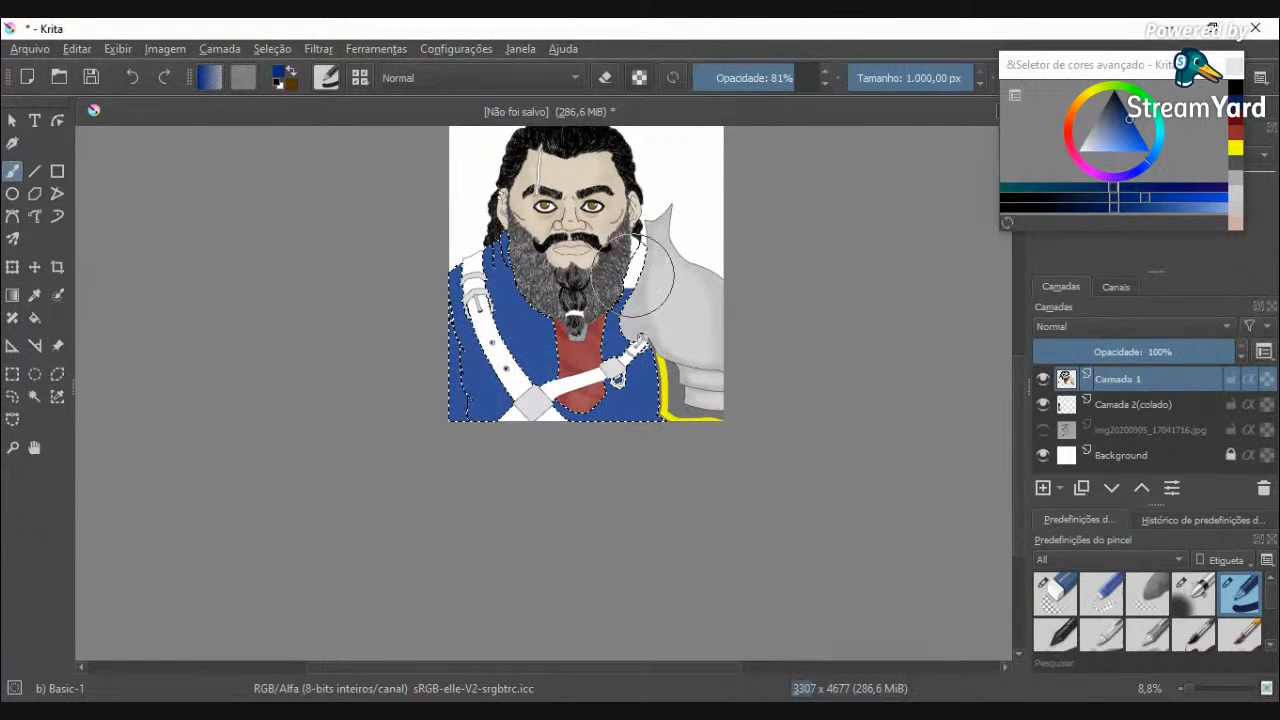 * - Krita
Powered by
Arquivo Editar Exibir Imagem Camada Seleção Filtrar Ferramentas Configurações Janela Ajuda
&Seletor de cores avançado - Krita
StreamYard
Normal
Opacidade: 81%
Tamanho: 1.000,00 px
[Não foi salvo] (286,6 MiB) *
Camadas Canais
Camadas
Normal
Opacidade: 100%
Camada 1
Camada 2(colado)
img20200905_17041716.jpg
Background
Predefinições d... Histórico de predefinições d...
Predefinições do pincel
All
Etiqueta
Pesquisar
b) Basic-1
RGB/Alfa (8-bits inteiros/canal) sRGB-elle-V2-srgbtrc.icc
3307 x 4677 (286,6 MiB)
8,8%